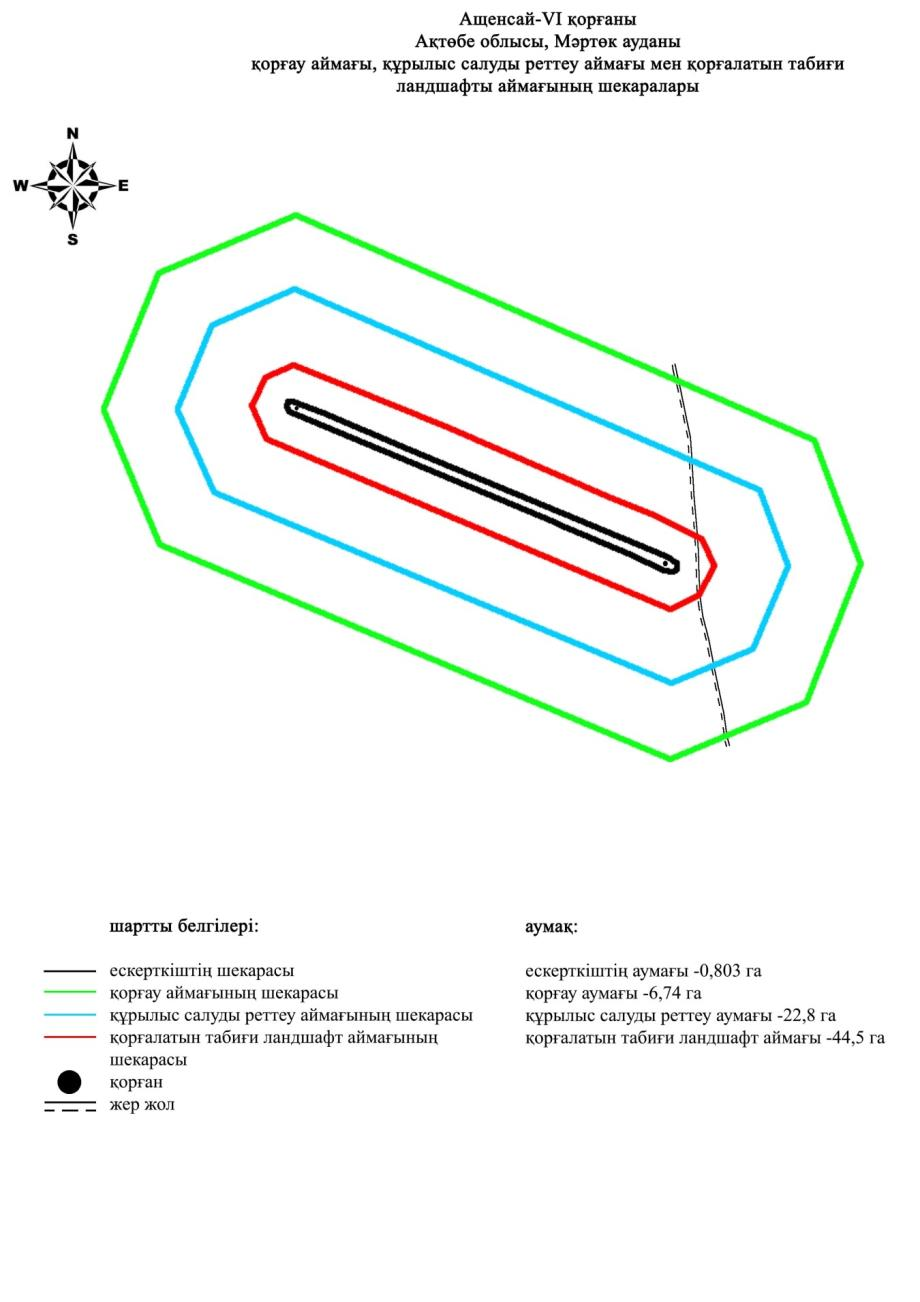 Ащенсай-VI қорғаны
Ақтөбе облысы, Мәртөк ауданы
қорғау аймағы, құрылыс салуды реттеу аймағы мен қорғалатын табиғи
ландшафты аймағының шекаралары
N
W E
S
шартты белгілері:
ескерткіштің шекарасы
қорғау аймағының шекарасы
құрылыс салуды реттеу аймағының шекарасы
қорғалатын табиғи ландшафт аймағының
шекарасы
қорған
жер жол
аумақ:
ескерткіштің аумағы -0,803 га
қорғау аумағы -6,74 га
құрылыс салуды реттеу аумағы -22,8 га
қорғалатын табиғи ландшафт аймағы -44,5 га